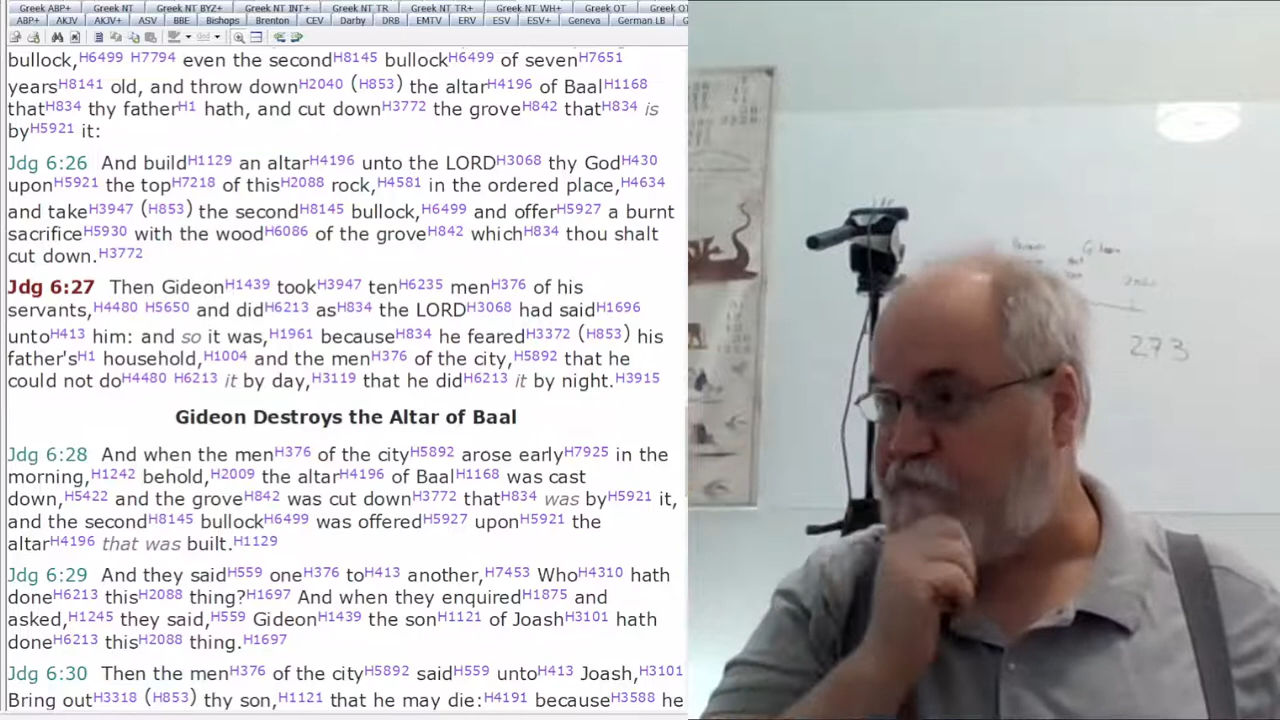 Greek ABP+ Greek NT Greek NT BYZ+ Greek NT INT+ Greek NT TR Greek NT TR+ Greek NT WH+ Greek OT Greek O
ABP+ AKJV AKJV+ ASV BBE Bishops Brenton CEV Darby DRB EMTV ERV ESV ESV+ Geneva German LB G
bullock,H6499 H7794 even the secondH8145 bullockH6499 of sevenH7651
yearsH8141 old, and throw downH2040 (H853) the altarH4196 of BaalH1168
thatH834 thy fatherH1 hath, and cut downH3772 the groveH842 thatH834 is
byH5921 it:
Jdg 6:26 And buildH1129 an altarH4196 unto the LORDH3068 thy GodH430
uponH5921 the topH7218 of thisH2088 rock,H4581 in the ordered place,H4634
and takeH3947 (H853) the secondH8145 bullock,H6499 and offerH5927 a burnt
sacrificeH5930 with the woodH6086 of the groveH842 whichH834 thou shalt
cut down.H3772
Jdg 6:27 Then GideonH1439 tookH3947 tenH6235 menH376 of his
servants,H4480 H5650 and didH6213 asH834 the LORDH3068 had saidH1696
untoH413 him: and so it was,H1961 becauseH834 he fearedH3372 (H853) his
father'sH1 household,H1004 and the menH376 of the city,H5892 that he
could not doH4480 H6213 it by day,H3119 that he didH6213 it by night.H3915
Gideon Destroys the Altar of Baal
Jdg 6:28 And when the menH376 of the cityH5892 arose earlyH7925 in the
morning,H1242 behold,H2009 the altarH4196 of BaalH1168 was cast
down,H5422 and the groveH842 was cut downH3772 thatH834 was byH5921 it,
and the secondH8145 bullockH6499 was offeredH5927 uponH5921 the
altarH4196 that was built.H1129
Jdg 6:29 And they saidH559 oneH376 toH413 another,H7453 WhoH4310 hath
doneH6213 thisH2088 thing?H1697 And when they enquiredH1875 and
asked,H1245 they said,H559 GideonH1439 the sonH1121 of JoashH3101 hath
doneH6213 thisH2088 thing.H1697
Jdg 6:30 Then the menH376 of the cityH5892 saidH559 untoH413 Joash,H3101
Bring outH3318 (H853) thy son,H1121 that he may die:H4191 becauseH3588 he
Gideon
273